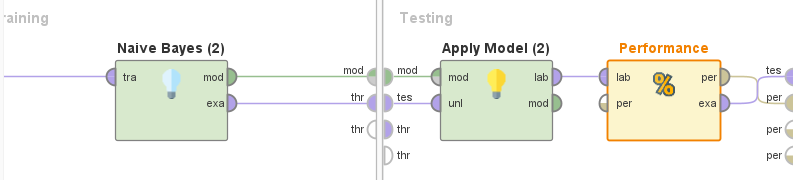 raining
Testing
Naive Bayes (2)
Apply Model (2)
Performance
tra
mod
exa
mod
thr
thr
mod
tes
thr
thr
mod
unl
lab
mod
lab
per
%
per
exa
tes
per
per
per